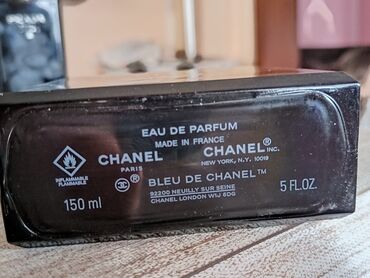 EAU DE PARFUM
MADE IN FRANCE
CHANEL CHANEL INC.
PARIS NEW YORK, N.Y. 10019
INFLAMMABLE
FLAMMABLE
® BLEU DE CHANEL™
92200 NEUILLY SUR SEINE
150 ml 5 FL.OZ.
CHANEL LONDON W1J 6DG